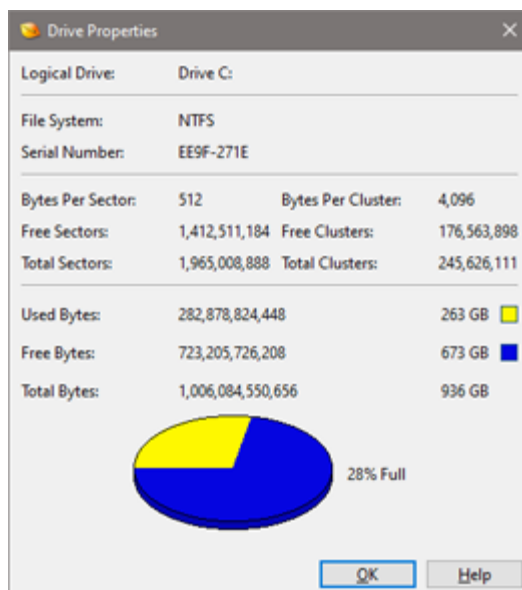 Drive Properties
Logical Drive: Drive C:
File System: NTFS
Serial Number: EE9F-271E
Bytes Per Sector: 512 Bytes Per Cluster: 4,096
Free Sectors: 1,412,511,184 Free Clusters: 176,563,898
Total Sectors: 1,965,008,888 Total Clusters: 245,626,111
Used Bytes: 282,878,824,448 263 GB
Free Bytes: 723,205,726,208 673 GB
Total Bytes: 1,006,084,550,656 936 GB
28% Full
OK Help